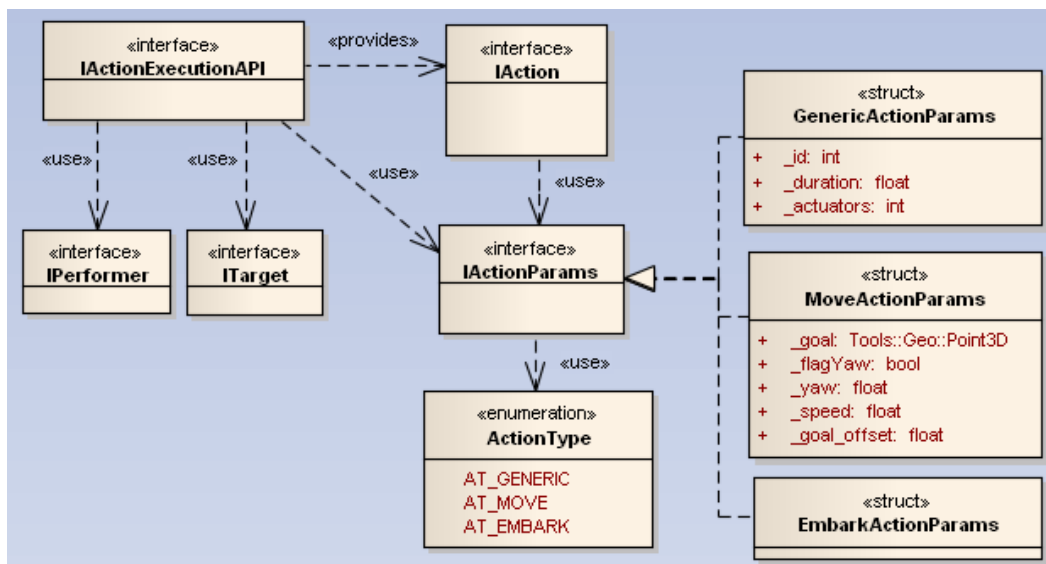 «interface»
IActionExecutionAPI
«provides»
«interface»
IAction
«use»
«use»
«use»
«use»
«interface»
IPerformer
«interface»
ITarget
«interface»
IActionParams
«use»
«enumeration»
ActionType
AT_GENERIC
AT_MOVE
AT_EMBARK
«struct»
GenericActionParams
+ _id: int
+ _duration: float
+ _actuators: int
«struct»
MoveActionParams
+ _goal: Tools::Geo::Point3D
+ _flagYaw: bool
+ _yaw: float
+ _speed: float
+ _goal_offset: float
«struct»
EmbarkActionParams